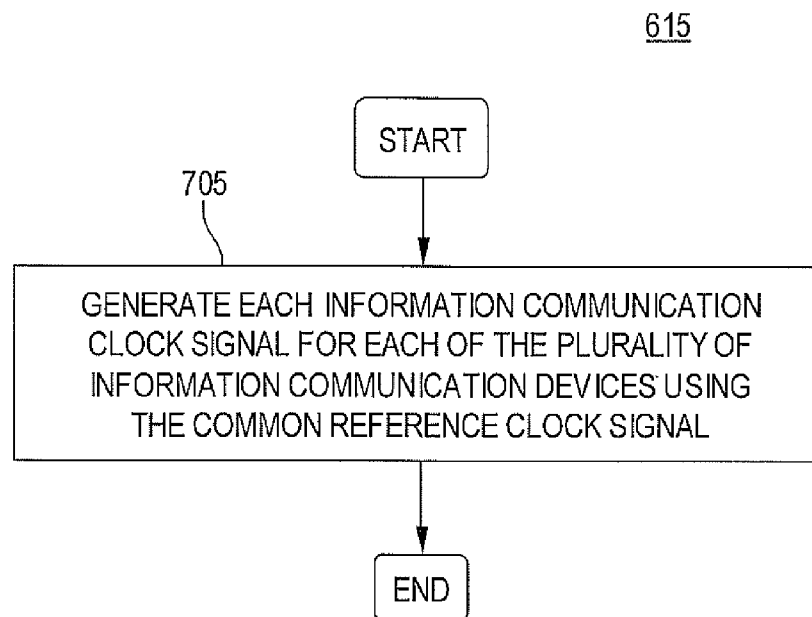 615
START
705
GENERATE EACH INFORMATION COMMUNICATION
CLOCK SIGNAL FOR EACH OF THE PLURALITY OF
INFORMATION COMMUNICATION DEVICES USING
THE COMMON REFERENCE CLOCK SIGNAL
END